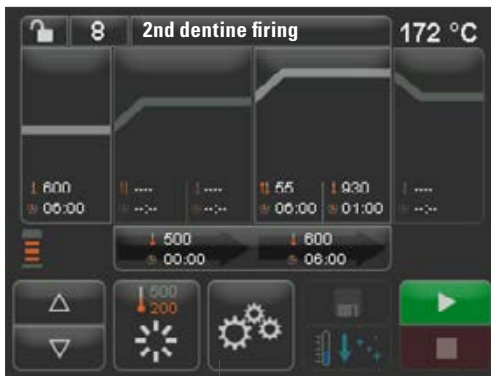 8 2nd dentine firing 172 °C
600 ---- ---- 55 930 ----
06:00 --:-- --:-- 06:00 01:00 --:--
500 600
00:00 06:00
500
200